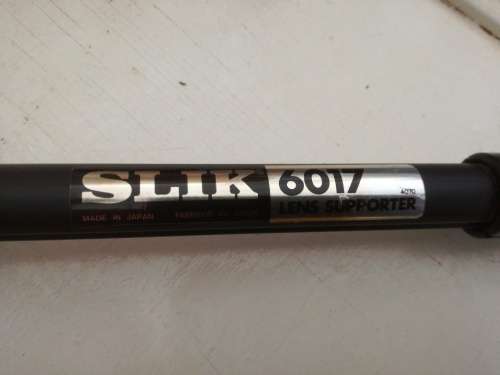 SLIK 6017
LENS SUPPORTER
MADE IN JAPAN